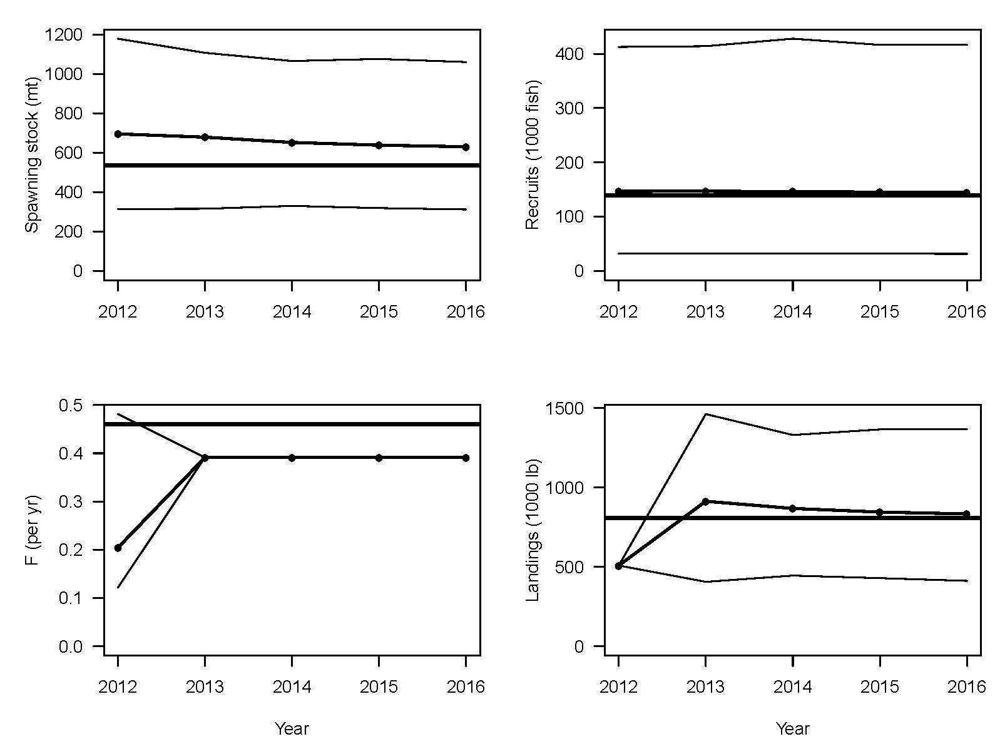 Spawning stock (mt)
1200
1000
800
600
400
200
0
2012 2013 2014 2015 2016
Recruits (1000 fish)
400
300
200
100
0
2012 2013 2014 2015 2016
F (per yr)
0.5
0.4
0.3
0.2
0.1
0.0
2012 2013 2014 2015 2016
Year
Landings (1000 lb)
1500
1000
500
0
2012 2013 2014 2015 2016
Year